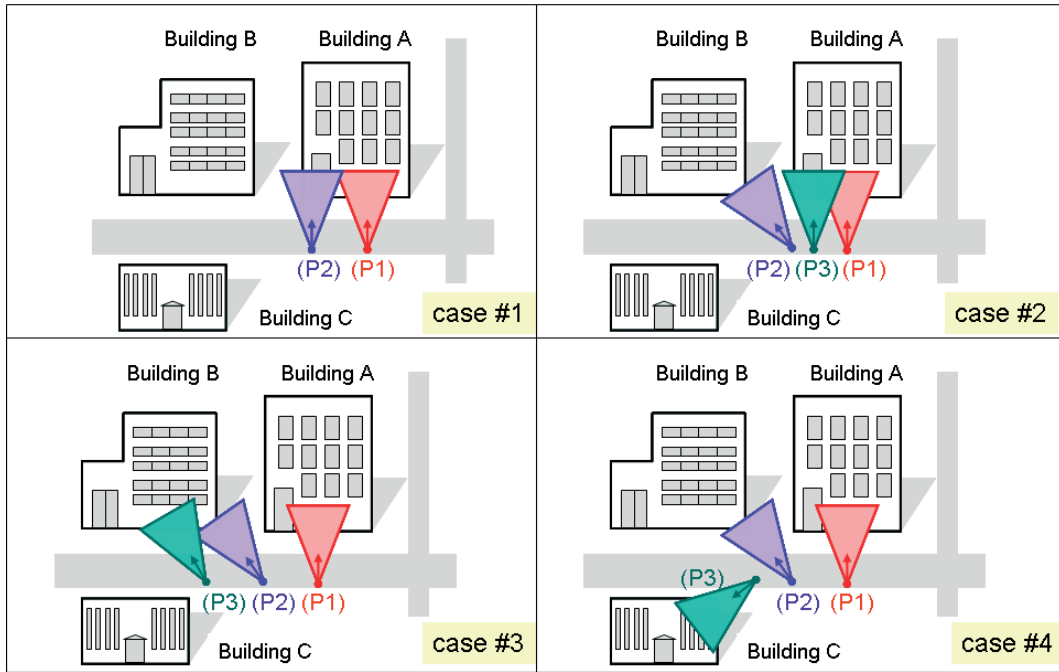 Building B Building A
(P2) (P1)
Building C
case #1
Building B Building A
(P2) (P3) (P1)
Building C
case #2
Building B Building A
(P3) (P2) (P1)
Building C
case #3
Building B Building A
(P3)
(P2) (P1)
Building C
case #4